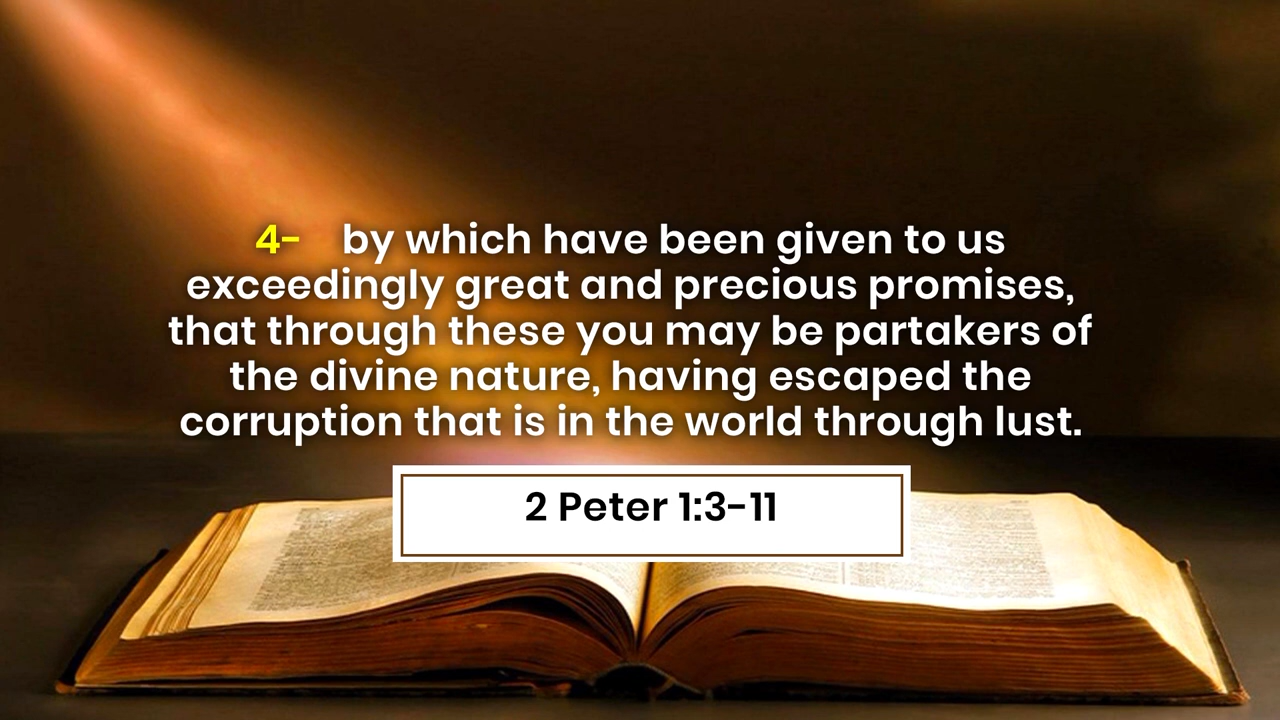 4- by which have been given to us
exceedingly great and precious promises,
that through these you may be partakers of
the divine nature, having escaped the
corruption that is in the world through lust.
2 Peter 1:3-11